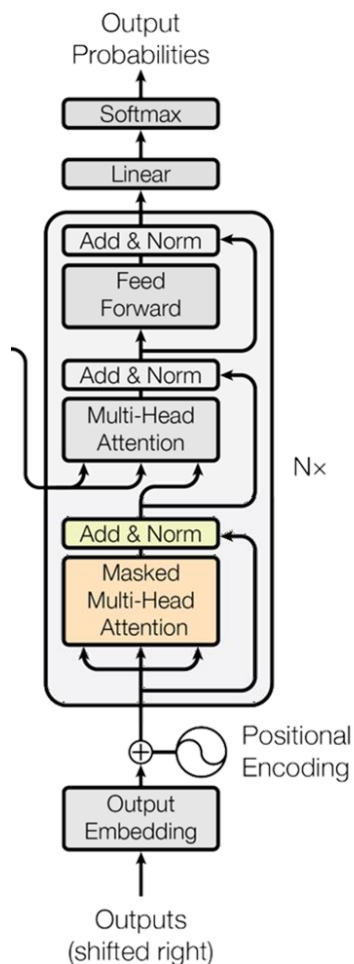 Output
Probabilities
Softmax
Linear
Add & Norm
Feed
Forward
Add & Norm
Multi-Head
Attention
N×
Add & Norm
Masked
Multi-Head
Attention
Positional
Encoding
Output
Embedding
Outputs
(shifted right)